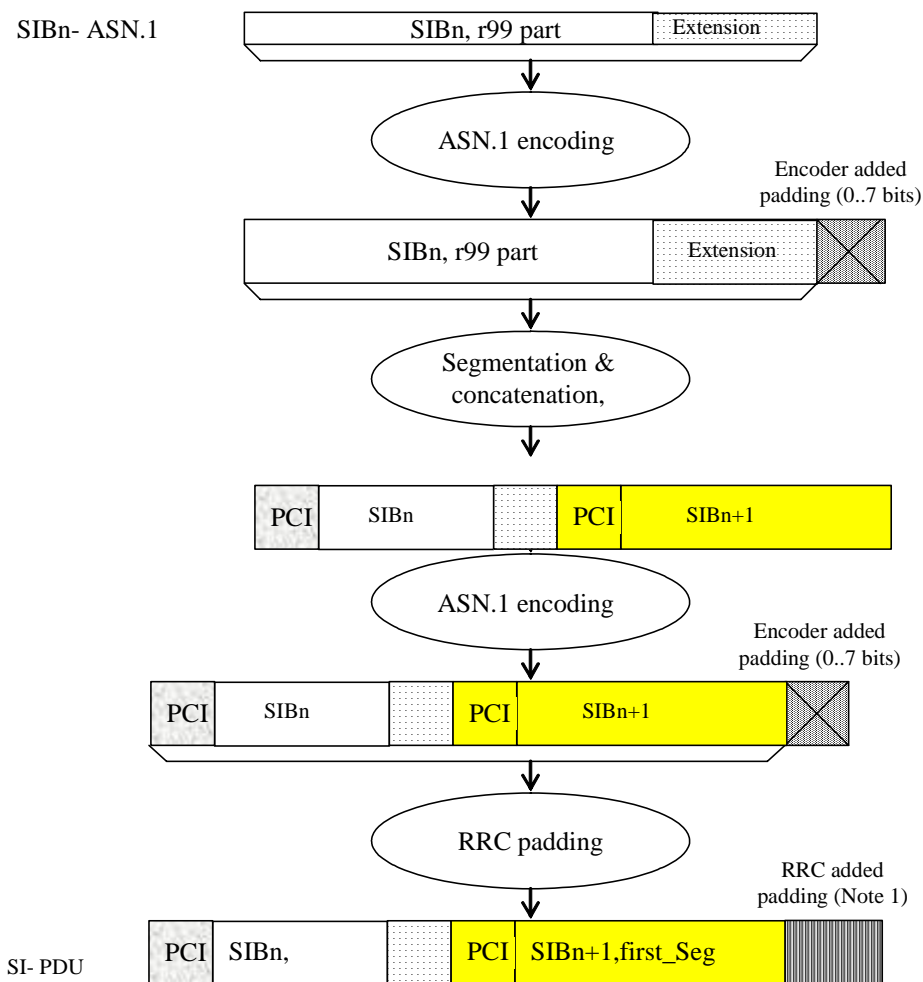 SIBn- ASN.1
SIBn, r99 part
Extension
ASN.1 encoding
Encoder added
padding (0..7 bits)
SIBn, r99 part
Extension
Segmentation &
concatenation,
PCI
SIBn
PCI
SIBn+1
ASN.1 encoding
Encoder added
padding (0..7 bits)
PCI
SIBn
PCI
SIBn+1
RRC padding
RRC added
padding (Note 1)
SI- PDU
PCI
SIBn,
PCI
SIBn+1,first_Seg